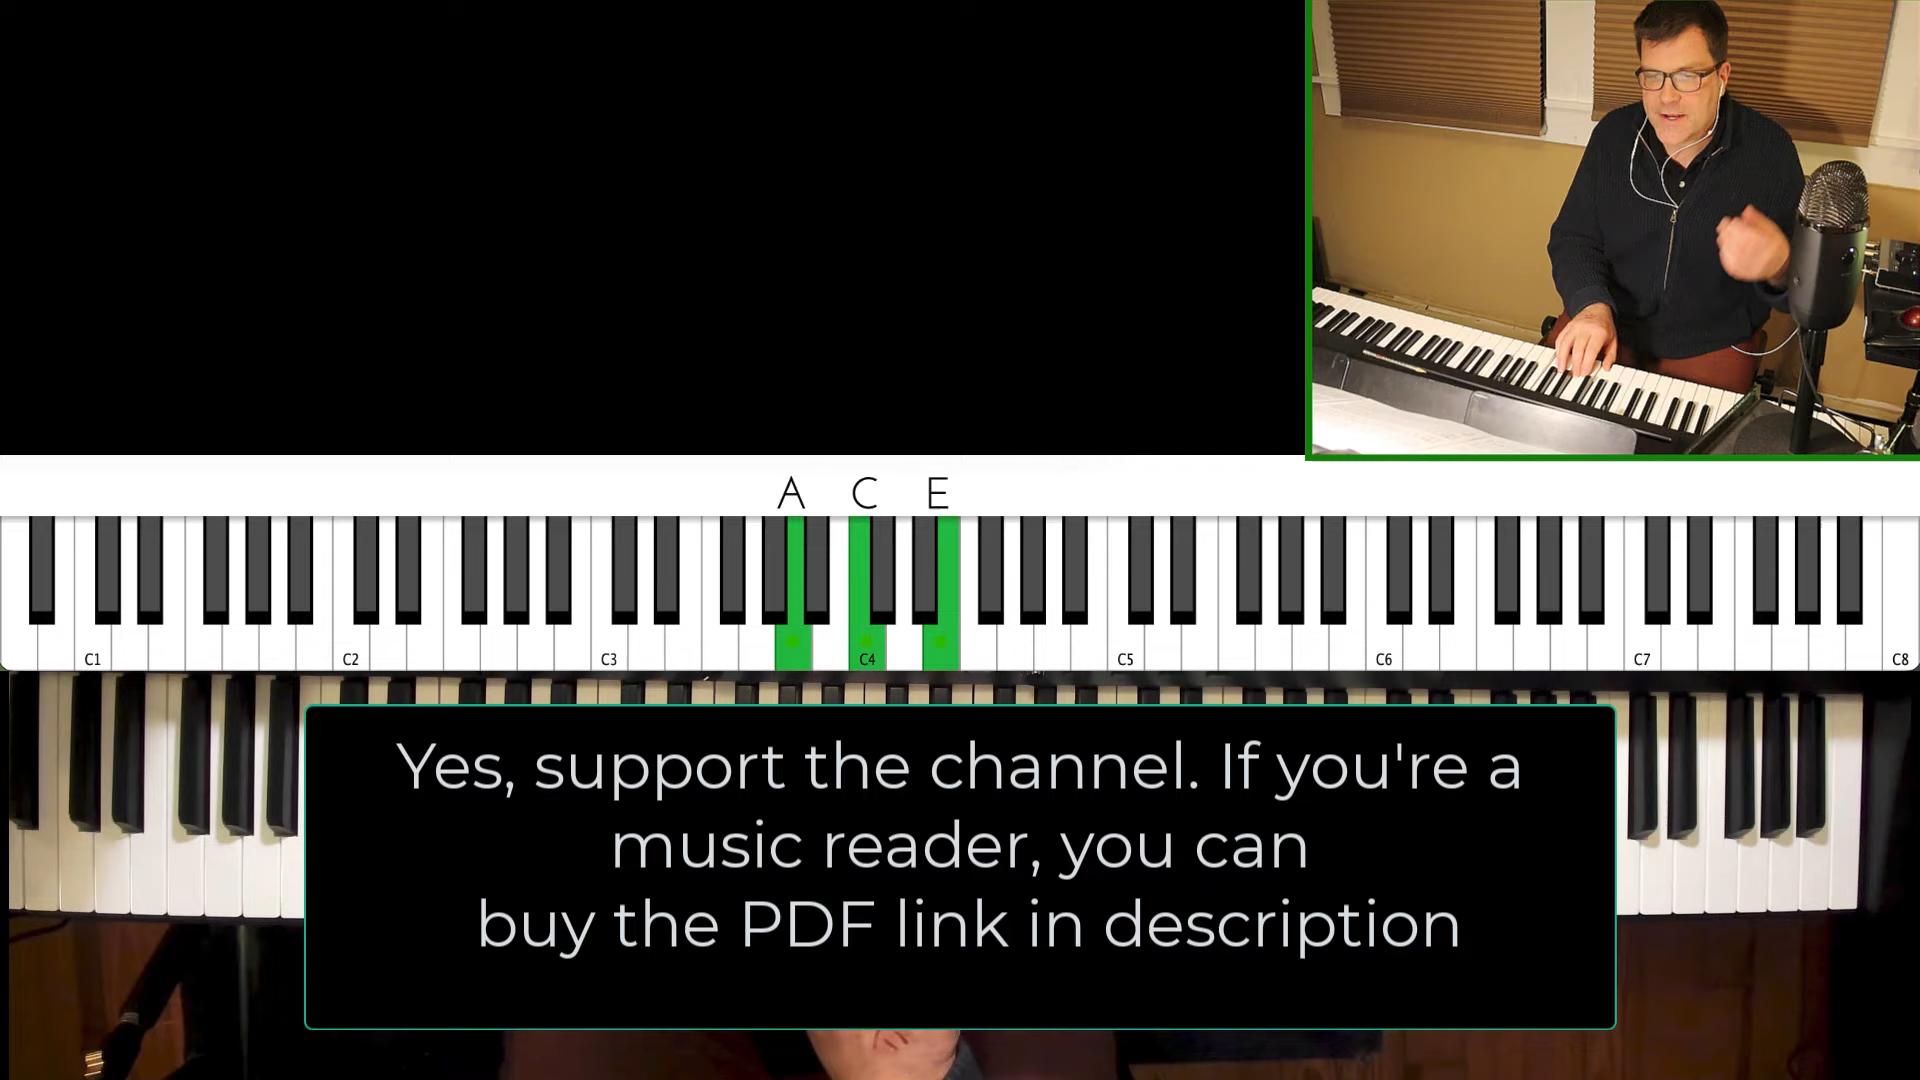 A C E
C1 C2 C3 C4 C5 C6 C7 C8
Yes, support the channel. If you're a
music reader, you can
buy the PDF link in description